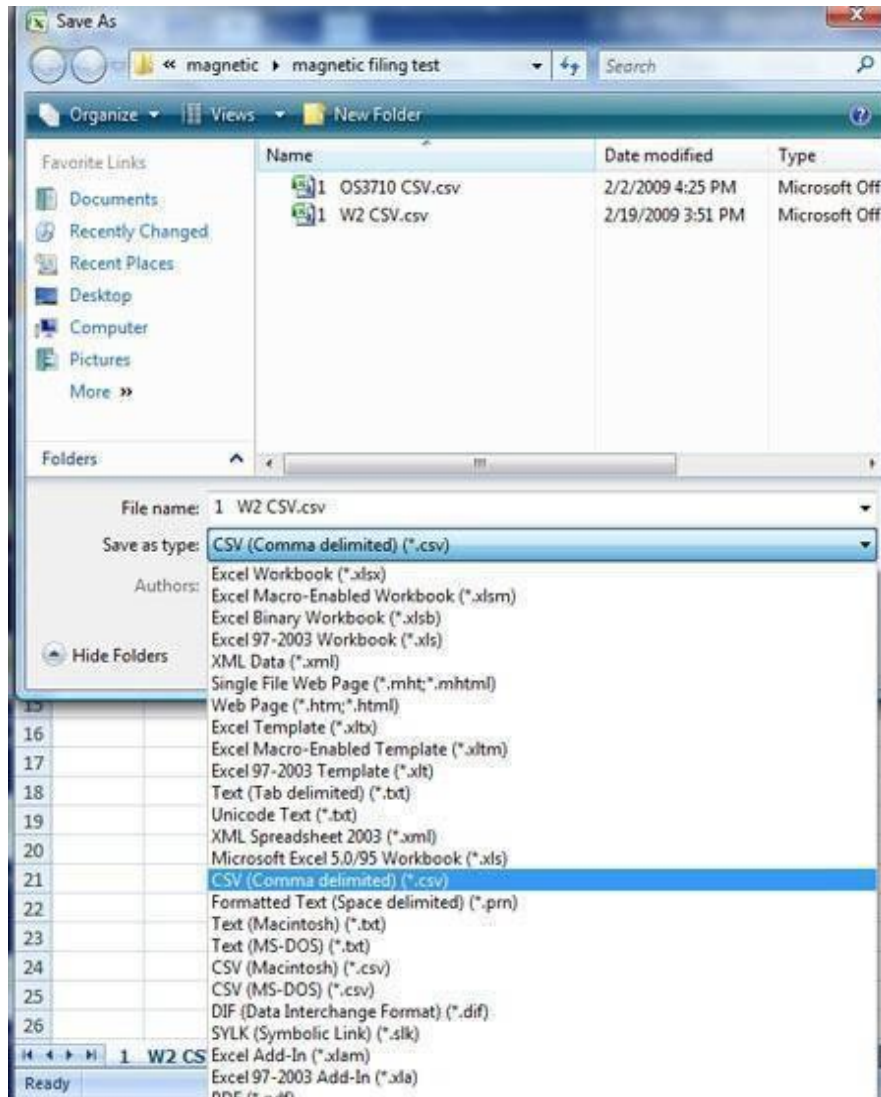 Save As
« magnetic ▸ magnetic filing test Search
Organize Views New Folder
Favorite Links
Documents
Recently Changed
Recent Places
Desktop
Computer
Pictures
More »
Folders
Name Date modified Type
1 OS3710 CSV.csv 2/2/2009 4:25 PM Microsoft Off
1 W2 CSV.csv 2/19/2009 3:51 PM Microsoft Off
File name: 1 W2 CSV.csv
Save as type: CSV (Comma delimited) (*.csv)
Authors:
Hide Folders
Excel Workbook (*.xlsx)
Excel Macro-Enabled Workbook (*.xlsm)
Excel Binary Workbook (*.xlsb)
Excel 97-2003 Workbook (*.xls)
XML Data (*.xml)
Single File Web Page (*.mht;*.mhtml)
Web Page (*.htm;*.html)
Excel Template (*.xltx)
Excel Macro-Enabled Template (*.xltm)
Excel 97-2003 Template (*.xlt)
Text (Tab delimited) (*.txt)
Unicode Text (*.txt)
XML Spreadsheet 2003 (*.xml)
Microsoft Excel 5.0/95 Workbook (*.xls)
CSV (Comma delimited) (*.csv)
Formatted Text (Space delimited) (*.prn)
Text (Macintosh) (*.txt)
Text (MS-DOS) (*.txt)
CSV (Macintosh) (*.csv)
CSV (MS-DOS) (*.csv)
DIF (Data Interchange Format) (*.dif)
SYLK (Symbolic Link) (*.slk)
Excel Add-In (*.xlam)
Excel 97-2003 Add-In (*.xla)
PDF (*.pdf)
15
16
17
18
19
20
21
22
23
24
25
26
1 W2 CS
Ready